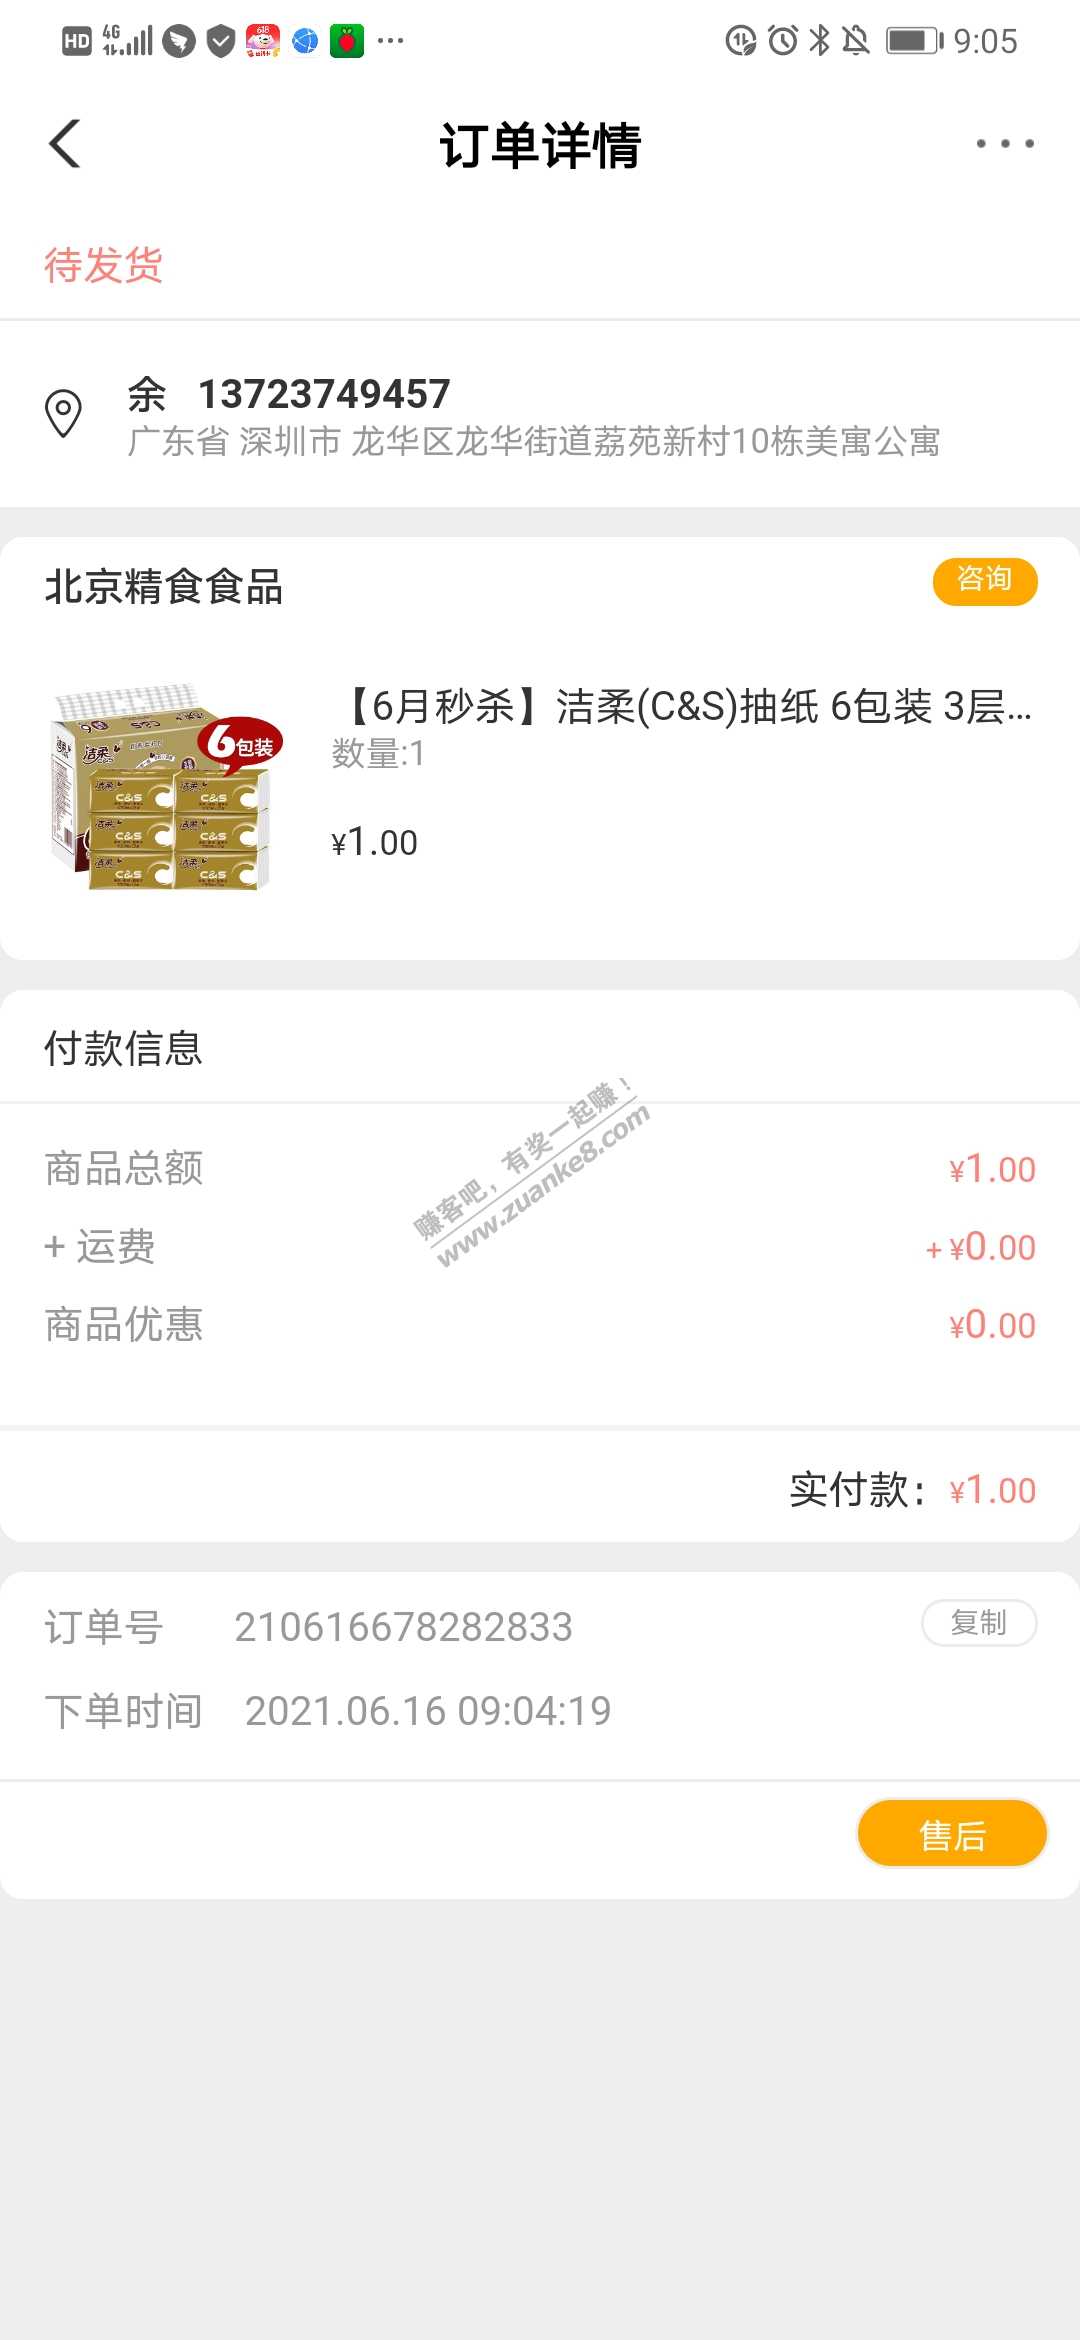 HD 4G 9:05
订单详情
待发货
余 13723749457
广东省 深圳市 龙华区龙华街道荔苑新村10栋美寓公寓
北京精食食品
咨询
6包装
洁柔
C&S
【6月秒杀】洁柔(C&S)抽纸 6包装 3层...
数量:1
¥1.00
付款信息
商品总额 ¥1.00
+ 运费 + ¥0.00
商品优惠 ¥0.00
赚客吧，有奖一起赚！
www.zuanke8.com
实付款: ¥1.00
订单号 210616678282833 复制
下单时间 2021.06.16 09:04:19
售后